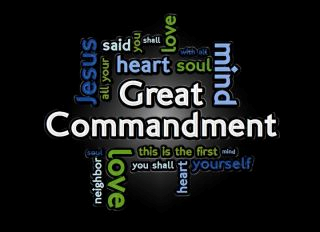 Jesus
said
you
shall
love
all your
heart
soul
with all
mind
Great
Commandment
soul
neighbor
love
this is the first
mind
you shall
heart
yourself